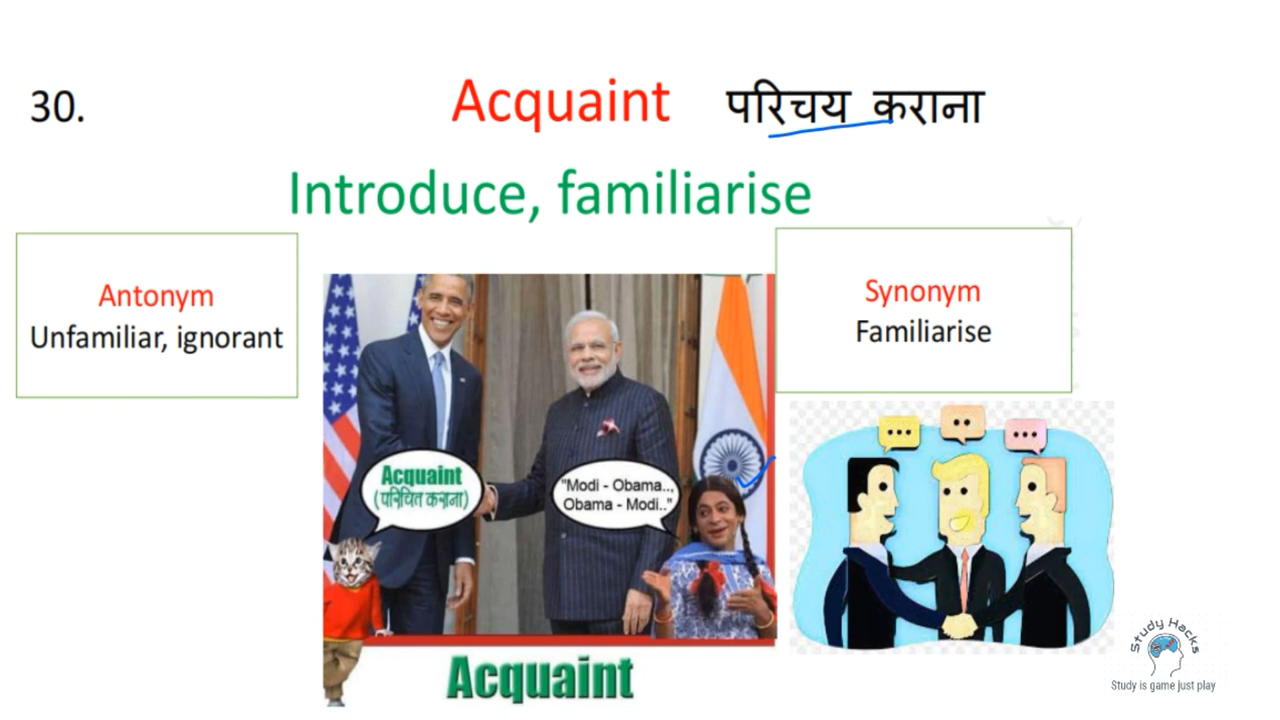 30.
Acquaint परिचय कराना
Introduce, familiarise
Antonym
Unfamiliar, ignorant
Synonym
Familiarise
Acquaint
(परिचित कराना)
"Modi - Obama..,
Obama - Modi.."
Acquaint
Study Hacks
Study is game just play